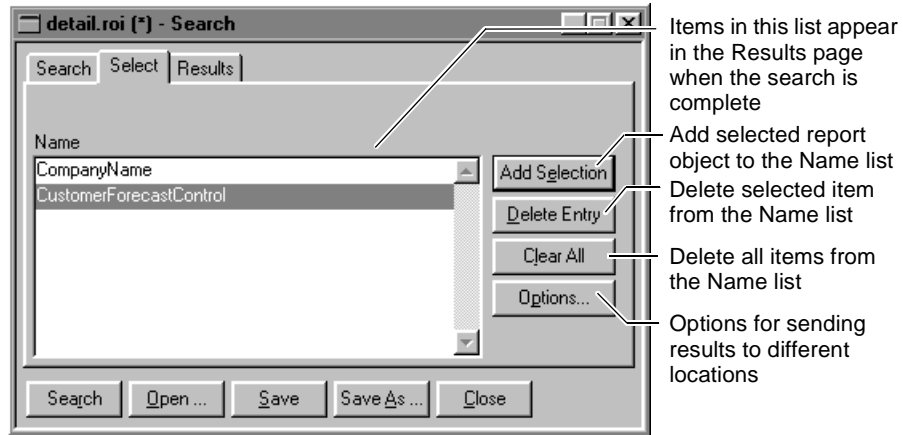 detail.roi (*) - Search
Search Select Results
Name
CompanyName
CustomerForecastControl
Add Selection
Delete Entry
Clear All
Options...
Search Open ... Save Save As ... Close
Items in this list appear
in the Results page
when the search is
complete
Add selected report
object to the Name list
Delete selected item
from the Name list
Delete all items from
the Name list
Options for sending
results to different
locations